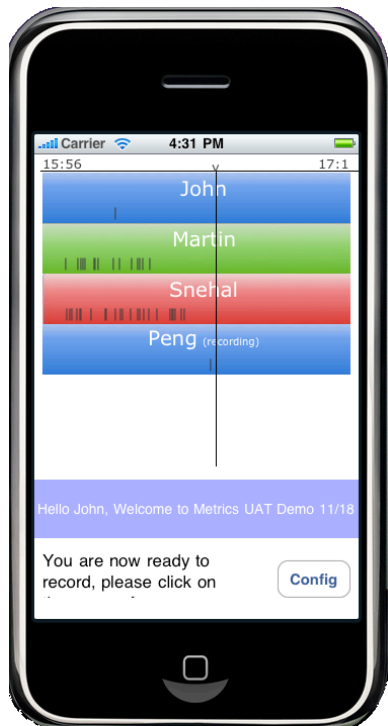 Carrier 4:31 PM
15:56 v 17:1
John
Martin
Snehal
Peng (recording)
Hello John, Welcome to Metrics UAT Demo 11/18
You are now ready to
record, please click on
Config